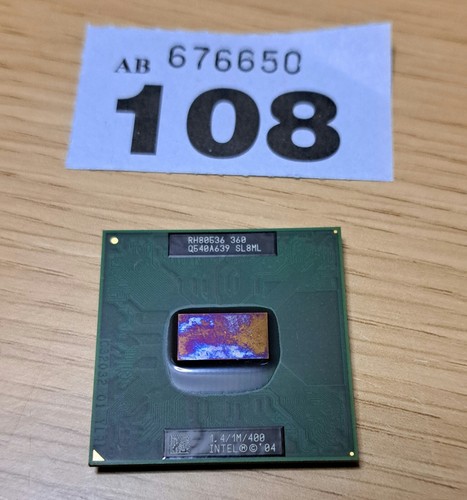 AB 676650
108
RH80536 360
Q540A639 SL8ML
1.4/1M/400
INTEL®©'04